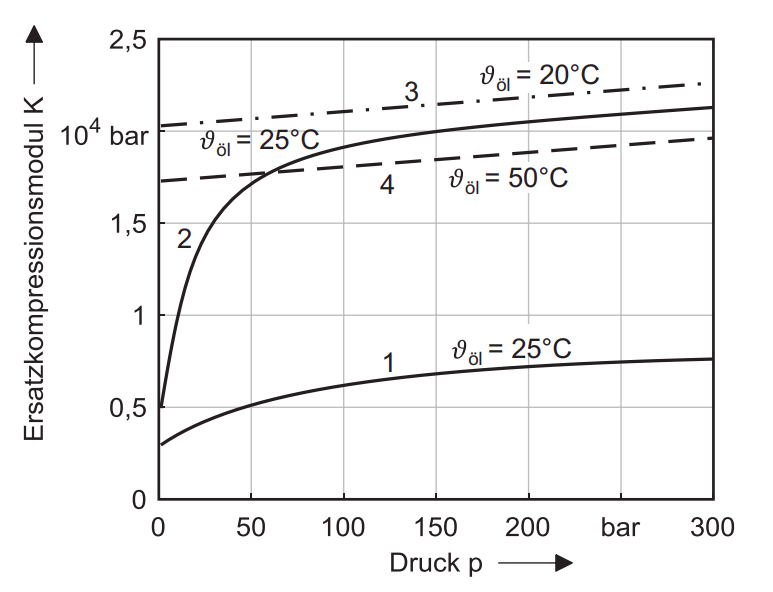 Ersatzkompressionsmodul K
2,5
10⁴ bar
1,5
1
0,5
0
3
ϑöl = 20°C
ϑöl = 25°C
4
ϑöl = 50°C
2
1
ϑöl = 25°C
0
50
100
150
200
bar
300
Druck p